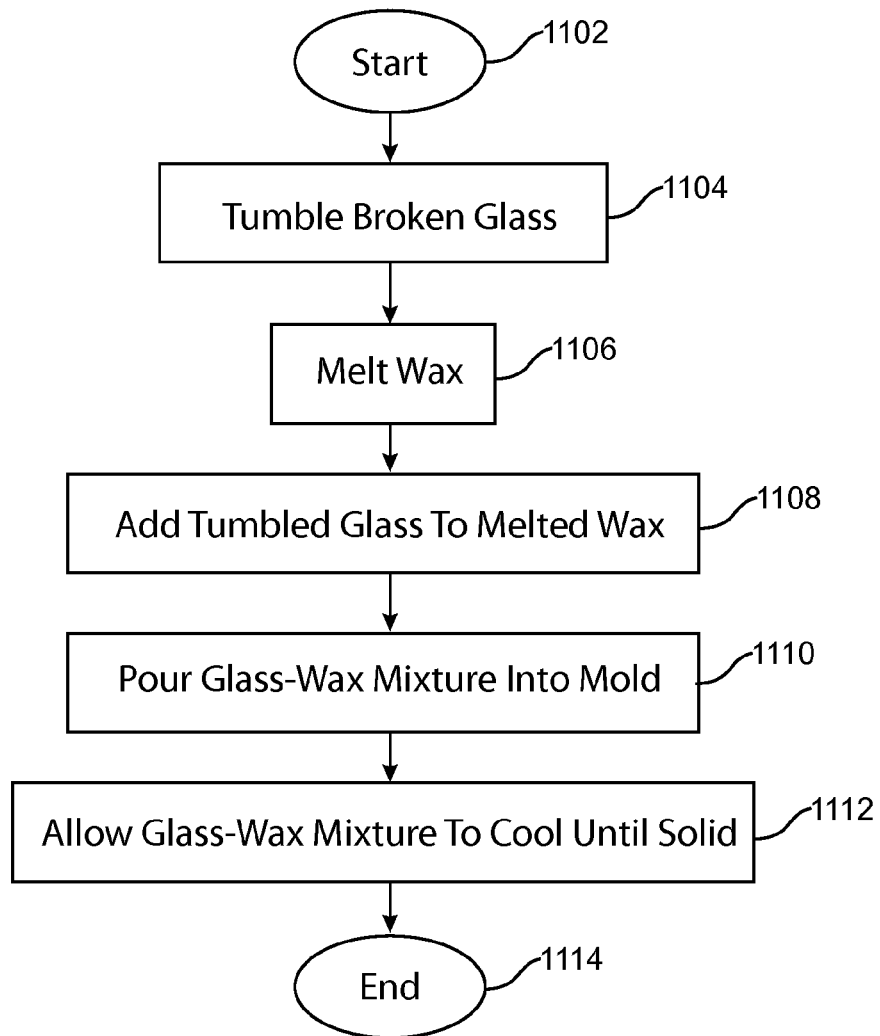 Start
1102
Tumble Broken Glass
1104
Melt Wax
1106
Add Tumbled Glass To Melted Wax
1108
Pour Glass-Wax Mixture Into Mold
1110
Allow Glass-Wax Mixture To Cool Until Solid
1112
End
1114